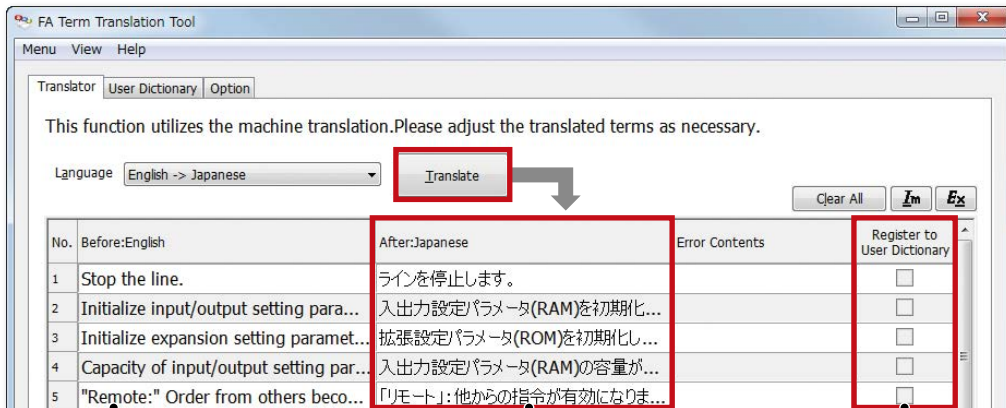 FA Term Translation Tool
Menu View Help
Translator User Dictionary Option
This function utilizes the machine translation.Please adjust the translated terms as necessary.
Language English -> Japanese Translate
Clear All Im Ex
No. Before:English After:Japanese Error Contents Register to
User Dictionary
1 Stop the line. ラインを停止します。
2 Initialize input/output setting para... 入出力設定パラメータ(RAM)を初期化...
3 Initialize expansion setting paramet... 拡張設定パラメータ(ROM)を初期化し...
4 Capacity of input/output setting par... 入出力設定パラメータ(RAM)の容量が...
5 "Remote:" Order from others beco... 「リモート」:他からの指令が有効になりま...